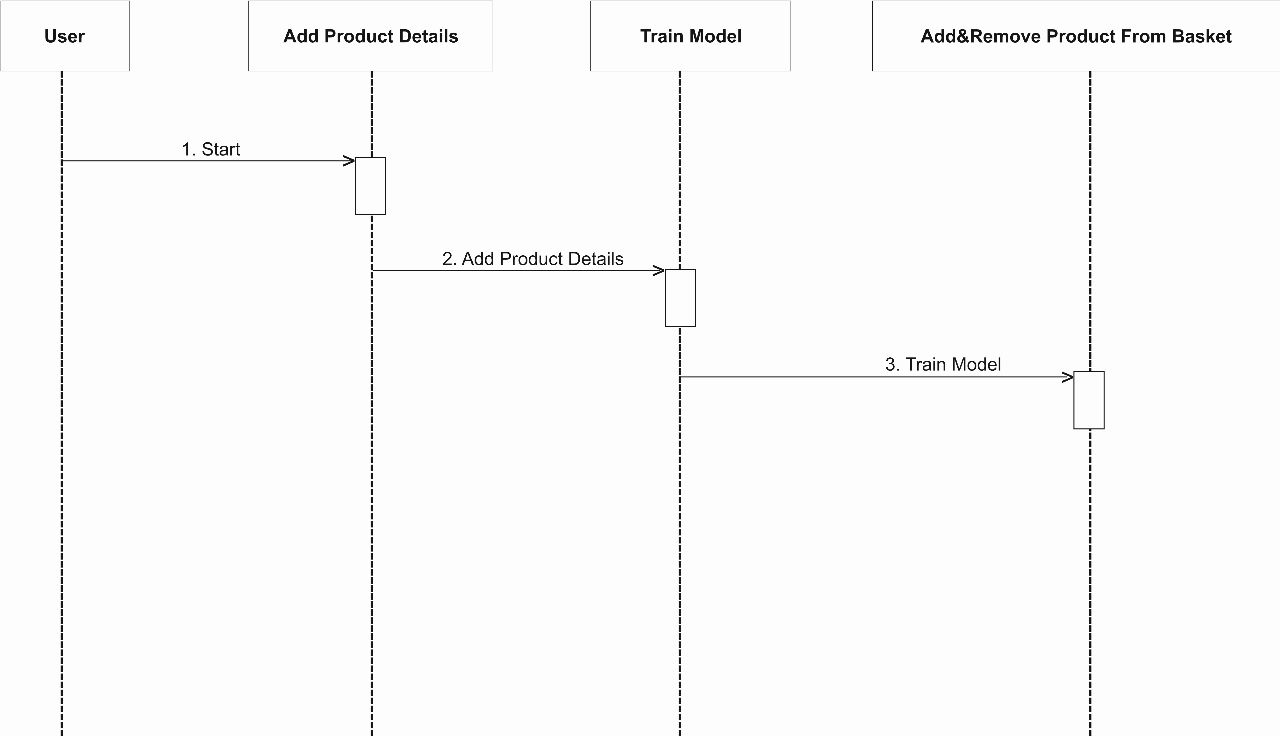 User
Add Product Details
Train Model
Add&Remove Product From Basket
1. Start
2. Add Product Details
3. Train Model